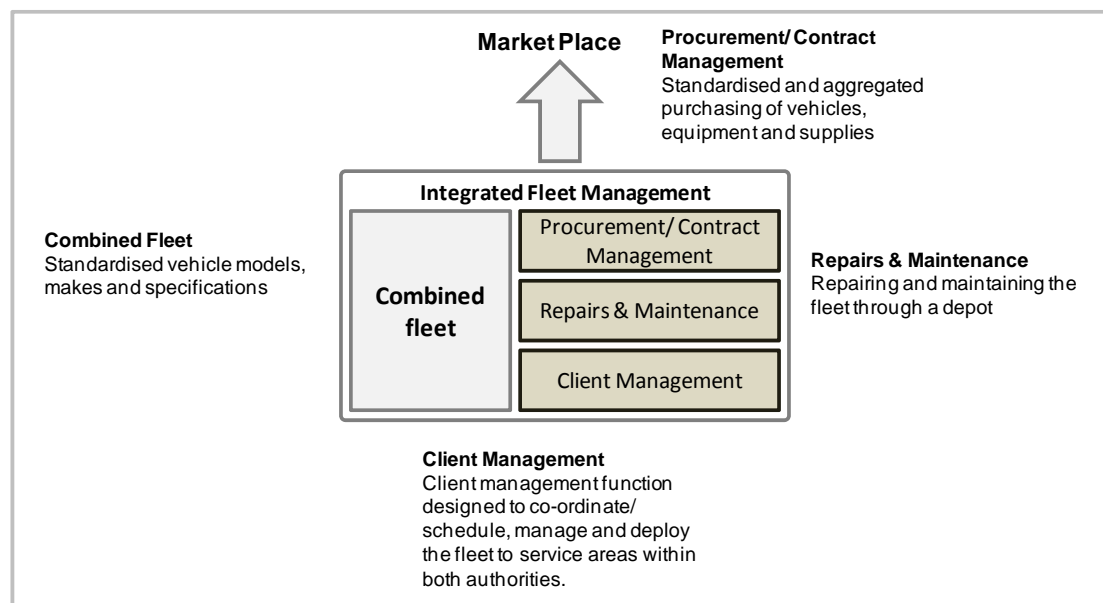 Market Place
Procurement/ Contract
Management
Standardised and aggregated
purchasing of vehicles,
equipment and supplies
Integrated Fleet Management
Combined Fleet
Standardised vehicle models,
makes and specifications
Combined
fleet
Procurement/ Contract
Management
Repairs & Maintenance
Client Management
Repairs & Maintenance
Repairing and maintaining the
fleet through a depot
Client Management
Client management function
designed to co-ordinate/
schedule, manage and deploy
the fleet to service areas within
both authorities.